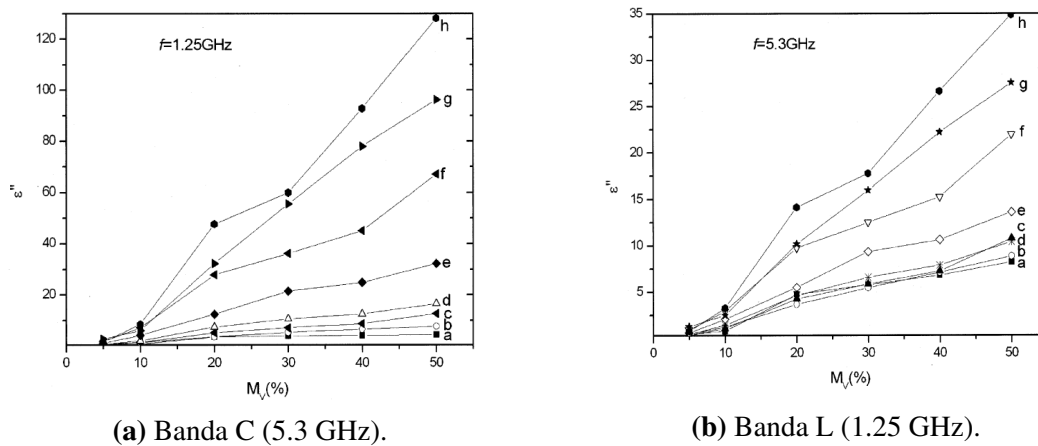 120
100
80
60
40
20
ε"
f=1.25GHz
h
g
f
e
d
c
b
a
0 10 20 30 40 50
M_V(%)
(a) Banda C (5.3 GHz).
35
30
25
20
15
10
5
ε"
f=5.3GHz
h
g
f
e
c
d
b
a
0 10 20 30 40 50
M_V(%)
(b) Banda L (1.25 GHz).